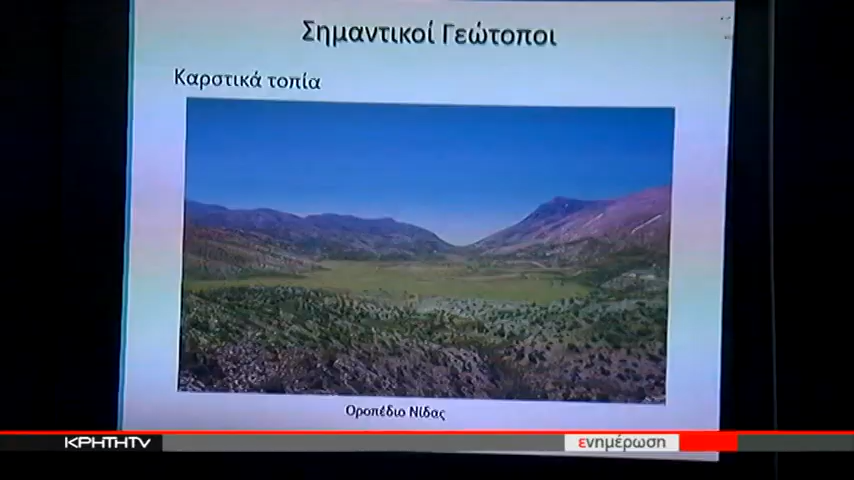 Σημαντικοί Γεώτοποι
Καρστικά τοπία
Οροπέδιο Νίδας
ΚΡΗΤΗTV
ενημέρωση